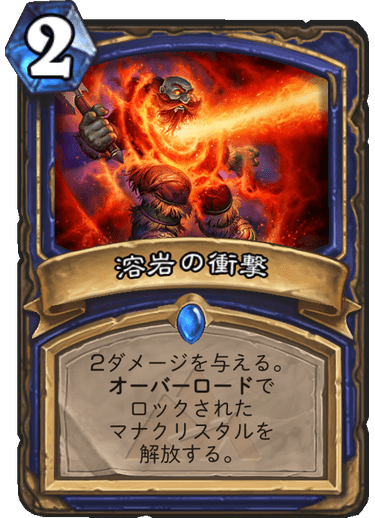 2
溶岩の衝撃
2ダメージを与える。
オーバーロードで
ロックされた
マナクリスタルを
解放する。